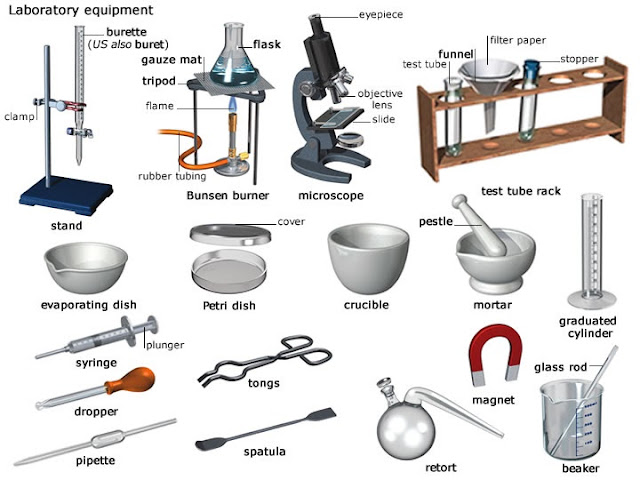 Laboratory equipment
burette
(US also buret)
clamp
stand
flask
gauze mat
tripod
flame
rubber tubing
Bunsen burner
eyepiece
objective
lens
slide
microscope
filter paper
funnel
test tube
stopper
test tube rack
evaporating dish
cover
Petri dish
crucible
pestle
mortar
graduated
cylinder
plunger
syringe
dropper
pipette
tongs
spatula
magnet
retort
glass rod
beaker